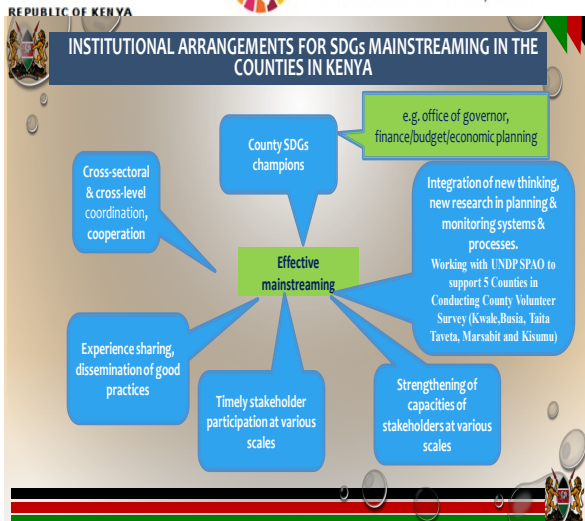 REPUBLIC OF KENYA
INSTITUTIONAL ARRANGEMENTS FOR SDGs MAINSTREAMING IN THE
COUNTIES IN KENYA
e.g. office of governor,
finance/budget/economic planning
County SDGs
champions
Cross-sectoral
& cross-level
coordination,
cooperation
Integration of new thinking,
new research in planning &
monitoring systems &
processes.
Working with UNDP SPAO to
support 5 Counties in
Conducting County Volunteer
Survey (Kwale,Busia, Taita
Taveta, Marsabit and Kisumu)
Effective
mainstreaming
Experience sharing,
dissemination of good
practices
Timely stakeholder
participation at various
scales
Strengthening of
capacities of
stakeholders at various
scales